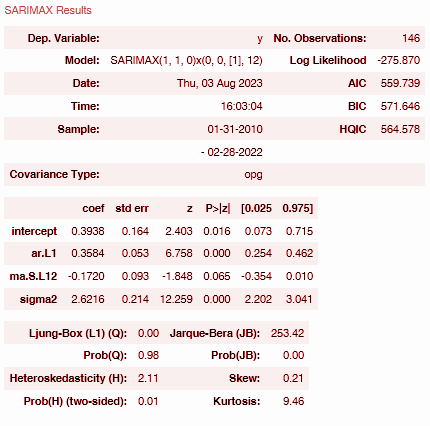 SARIMAX Results
Dep. Variable: y No. Observations: 146
Model: SARIMAX(1, 1, 0)x(0, 0, [1], 12) Log Likelihood -275.870
Date: Thu, 03 Aug 2023 AIC 559.739
Time: 16:03:04 BIC 571.646
Sample: 01-31-2010 HQIC 564.578
- 02-28-2022
Covariance Type: opg
coef std err z P>|z| [0.025 0.975]
intercept 0.3938 0.164 2.403 0.016 0.073 0.715
ar.L1 0.3584 0.053 6.758 0.000 0.254 0.462
ma.S.L12 -0.1720 0.093 -1.848 0.065 -0.354 0.010
sigma2 2.6216 0.214 12.259 0.000 2.202 3.041
Ljung-Box (L1) (Q): 0.00 Jarque-Bera (JB): 253.42
Prob(Q): 0.98 Prob(JB): 0.00
Heteroskedasticity (H): 2.11 Skew: 0.21
Prob(H) (two-sided): 0.01 Kurtosis: 9.46